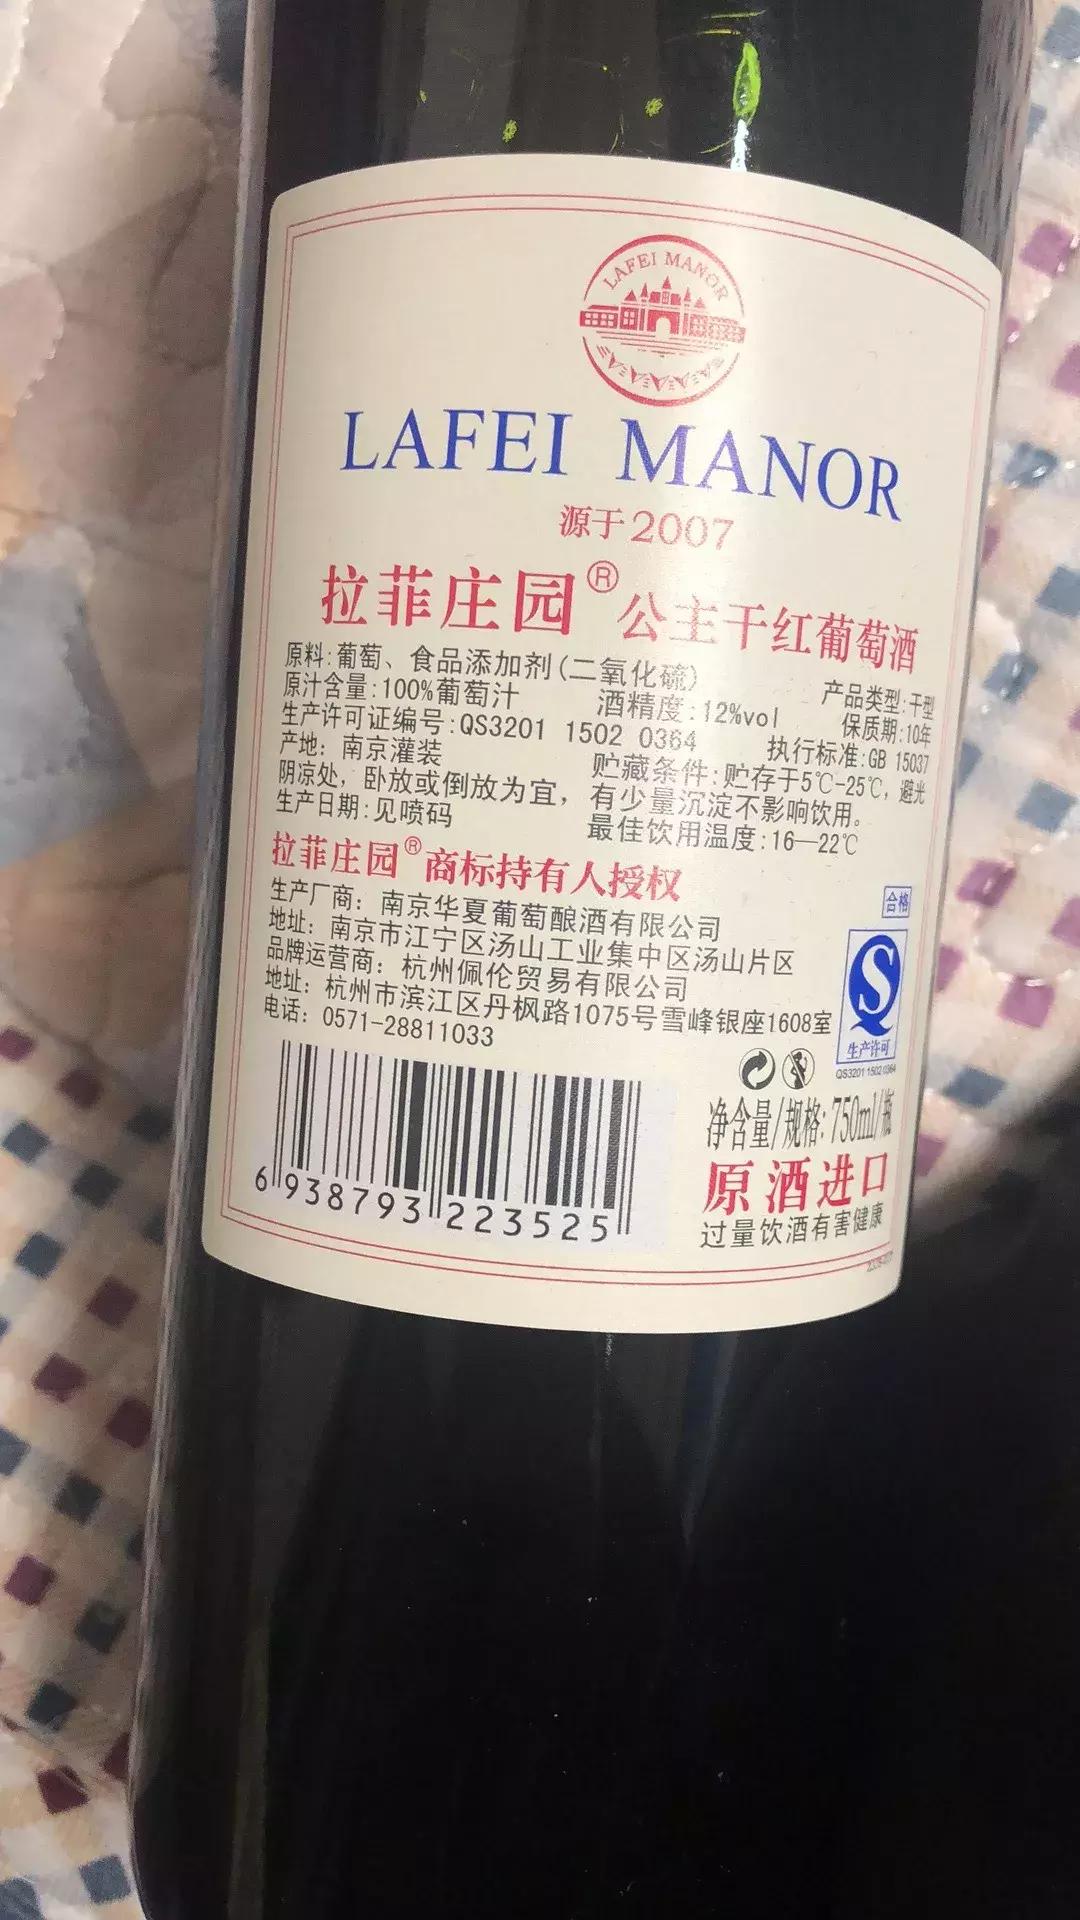 LAFEI MANOR
LAFEI MANOR
源于2007
拉菲庄园®公主干红葡萄酒
原料:葡萄、食品添加剂(二氧化硫) 产品类型:干型
原汁含量:100%葡萄汁 酒精度:12%vol 保质期:10年
生产许可证编号:QS3201 1502 0364 执行标准:GB 15037
产地:南京灌装 贮藏条件:贮存于5℃-25℃,避光
阴凉处,卧放或倒放为宜,有少量沉淀不影响饮用。
生产日期:见喷码 最佳饮用温度:16—22℃
拉菲庄园®商标持有人授权
生产厂商:南京华夏葡萄酿酒有限公司
地址:南京市江宁区汤山工业集中区汤山片区
品牌运营商:杭州佩伦贸易有限公司
地址:杭州市滨江区丹枫路1075号雪峰银座1608室
电话:0571-28811033
合格
生产许可
QS3201 1502 0364
净含量/规格:750ml/瓶
原酒进口
过量饮酒有害健康
6 938793 223525